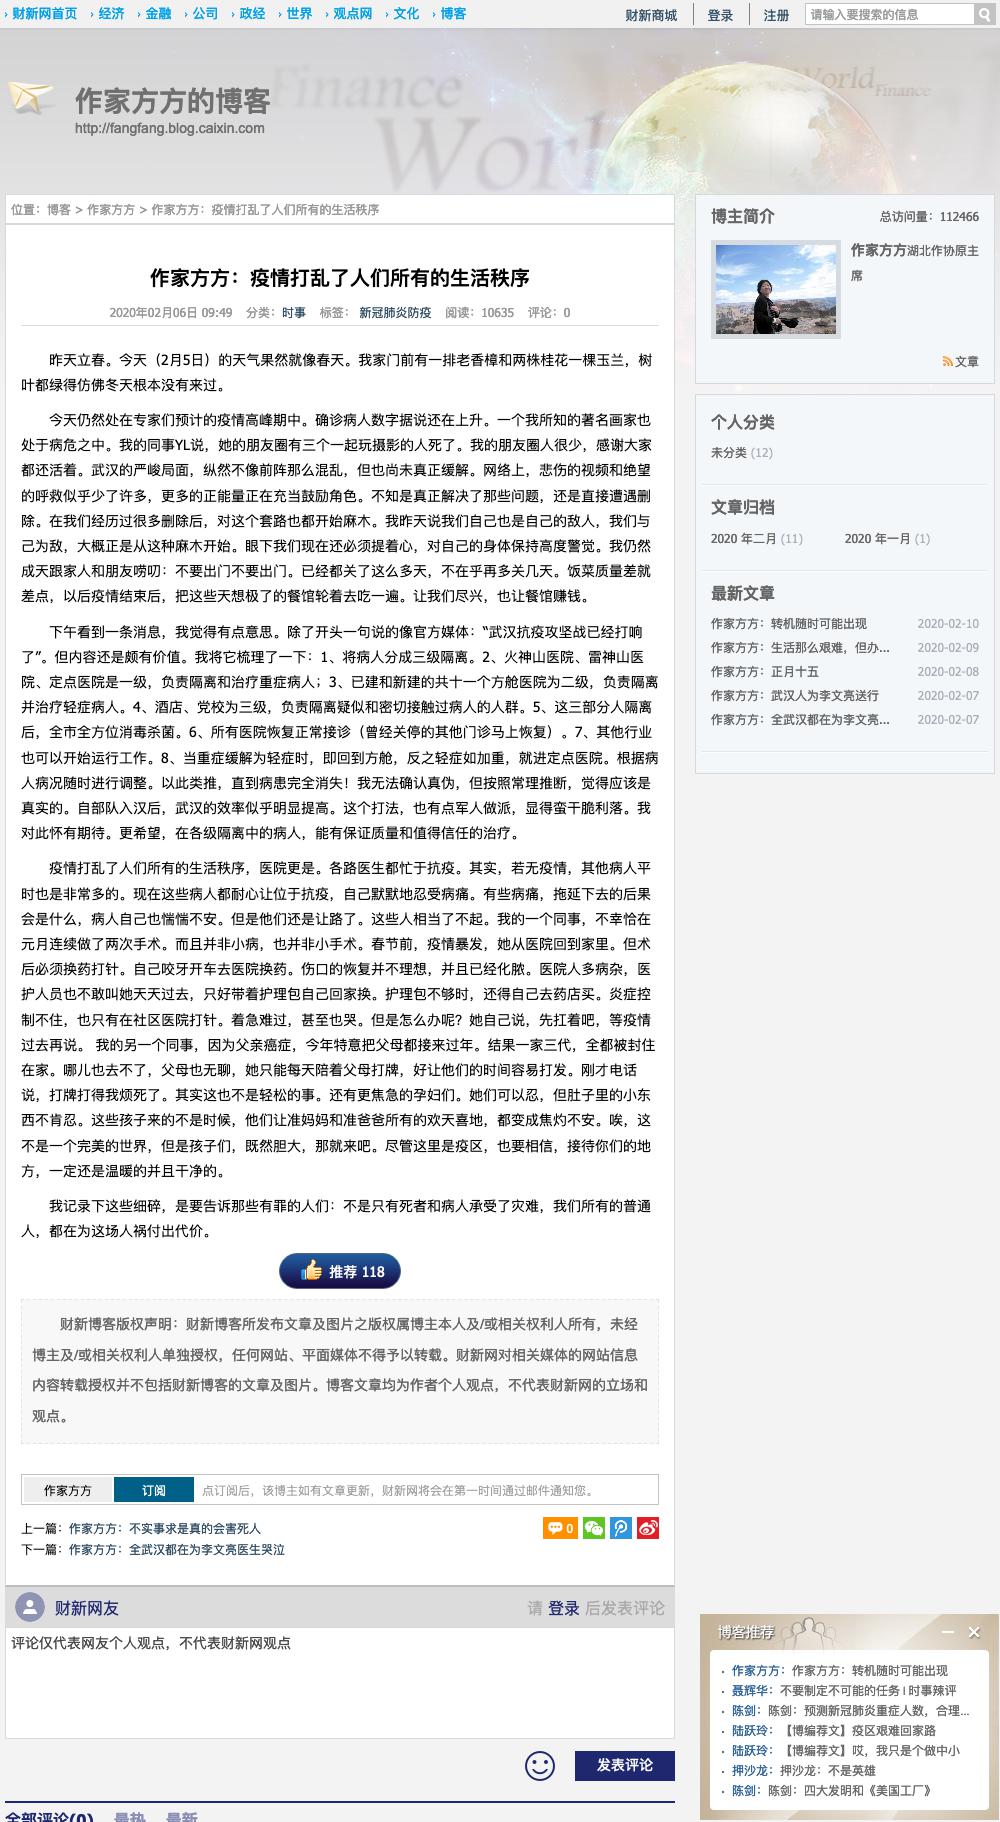 财新网首页 经济 金融 公司 政经 世界 观点网 文化 博客 财新商城 登录 注册 请输入要搜索的信息
Finance World Finance
World
作家方方的博客
http://fangfang.blog.caixin.com
位置：博客 > 作家方方 > 作家方方：疫情打乱了人们所有的生活秩序
作家方方：疫情打乱了人们所有的生活秩序
2020年02月06日 09:49 分类：时事 标签： 新冠肺炎防疫 阅读：10635 评论：0
昨天立春。今天（2月5日）的天气果然就像春天。我家门前有一排老香樟和两株桂花一棵玉兰，树
叶都绿得仿佛冬天根本没有来过。
今天仍然处在专家们预计的疫情高峰期中。确诊病人数字据说还在上升。一个我所知的著名画家也
处于病危之中。我的同事YL说，她的朋友圈有三个一起玩摄影的人死了。我的朋友圈人很少，感谢大家
都还活着。武汉的严峻局面，纵然不像前阵那么混乱，但也尚未真正缓解。网络上，悲伤的视频和绝望
的呼救似乎少了许多，更多的正能量正在充当鼓励角色。不知是真正解决了那些问题，还是直接遭遇删
除。在我们经历过很多删除后，对这个套路也都开始麻木。我昨天说我们自己也是自己的敌人，我们与
己为敌，大概正是从这种麻木开始。眼下我们现在还必须提着心，对自己的身体保持高度警觉。我仍然
成天跟家人和朋友唠叨：不要出门不要出门。已经都关了这么多天，不在乎再多关几天。饭菜质量差就
差点，以后疫情结束后，把这些天想极了的餐馆轮着去吃一遍。让我们尽兴，也让餐馆赚钱。
下午看到一条消息，我觉得有点意思。除了开头一句说的像官方媒体：“武汉抗疫攻坚战已经打响
了”。但内容还是颇有价值。我将它梳理了一下：1、将病人分成三级隔离。2、火神山医院、雷神山医
院、定点医院是一级，负责隔离和治疗重症病人；3、已建和新建的共十一个方舱医院为二级，负责隔离
并治疗轻症病人。4、酒店、党校为三级，负责隔离疑似和密切接触过病人的人群。5、这三部分人隔离
后，全市全方位消毒杀菌。6、所有医院恢复正常接诊（曾经关停的其他门诊马上恢复）。7、其他行业
也可以开始运行工作。8、当重症缓解为轻症时，即回到方舱，反之轻症如加重，就进定点医院。根据病
人病况随时进行调整。以此类推，直到病患完全消失！我无法确认真伪，但按照常理推断，觉得应该是
真实的。自部队入汉后，武汉的效率似乎明显提高。这个打法，也有点军人做派，显得蛮干脆利落。我
对此怀有期待。更希望，在各级隔离中的病人，能有保证质量和值得信任的治疗。
疫情打乱了人们所有的生活秩序，医院更是。各路医生都忙于抗疫。其实，若无疫情，其他病人平
时也是非常多的。现在这些病人都耐心让位于抗疫，自己默默地忍受病痛。有些病痛，拖延下去的后果
会是什么，病人自己也惴惴不安。但是他们还是让路了。这些人相当了不起。我的一个同事，不幸恰在
元月连续做了两次手术。而且并非小病，也并非小手术。春节前，疫情暴发，她从医院回到家里。但术
后必须换药打针。自己咬牙开车去医院换药。伤口的恢复并不理想，并且已经化脓。医院人多病杂，医
护人员也不敢叫她天天过去，只好带着护理包自己回家换。护理包不够时，还得自己去药店买。炎症控
制不住，也只有在社区医院打针。着急难过，甚至也哭。但是怎么办呢？她自己说，先扛着吧，等疫情
过去再说。 我的另一个同事，因为父亲癌症，今年特意把父母都接来过年。结果一家三代，全都被封住
在家。哪儿也去不了，父母也无聊，她只能每天陪着父母打牌，好让他们的时间容易打发。刚才电话
说，打牌打得我烦死了。其实这也不是轻松的事。还有更焦急的孕妇们。她们可以忍，但肚子里的小东
西不肯忍。这些孩子来的不是时候，他们让准妈妈和准爸爸所有的欢天喜地，都变成焦灼不安。唉，这
不是一个完美的世界，但是孩子们，既然胆大，那就来吧。尽管这里是疫区，也要相信，接待你们的地
方，一定还是温暖的并且干净的。
我记录下这些细碎，是要告诉那些有罪的人们：不是只有死者和病人承受了灾难，我们所有的普通
人，都在为这场人祸付出代价。
推荐 118
财新博客版权声明：财新博客所发布文章及图片之版权属博主本人及/或相关权利人所有，未经
博主及/或相关权利人单独授权，任何网站、平面媒体不得予以转载。财新网对相关媒体的网站信息
内容转载授权并不包括财新博客的文章及图片。博客文章均为作者个人观点，不代表财新网的立场和
观点。
作家方方 订阅 点订阅后，该博主如有文章更新，财新网将会在第一时间通过邮件通知您。
上一篇：作家方方：不实事求是真的会害死人 0
下一篇：作家方方：全武汉都在为李文亮医生哭泣
财新网友 请 登录 后发表评论
评论仅代表网友个人观点，不代表财新网观点
发表评论
全部评论(0) 最热 最新
博主简介 总访问量：112466
作家方方湖北作协原主
席
文章
个人分类
未分类 (12)
文章归档
2020 年二月 (11) 2020 年一月 (1)
最新文章
作家方方：转机随时可能出现 2020-02-10
作家方方：生活那么艰难，但办... 2020-02-09
作家方方：正月十五 2020-02-08
作家方方：武汉人为李文亮送行 2020-02-07
作家方方：全武汉都在为李文亮... 2020-02-07
博客推荐
作家方方：作家方方：转机随时可能出现
聂辉华：不要制定不可能的任务 | 时事辣评
陈剑：陈剑：预测新冠肺炎重症人数，合理...
陆跃玲：【博编荐文】疫区艰难回家路
陆跃玲：【博编荐文】哎，我只是个做中小
押沙龙：押沙龙：不是英雄
陈剑：陈剑：四大发明和《美国工厂》